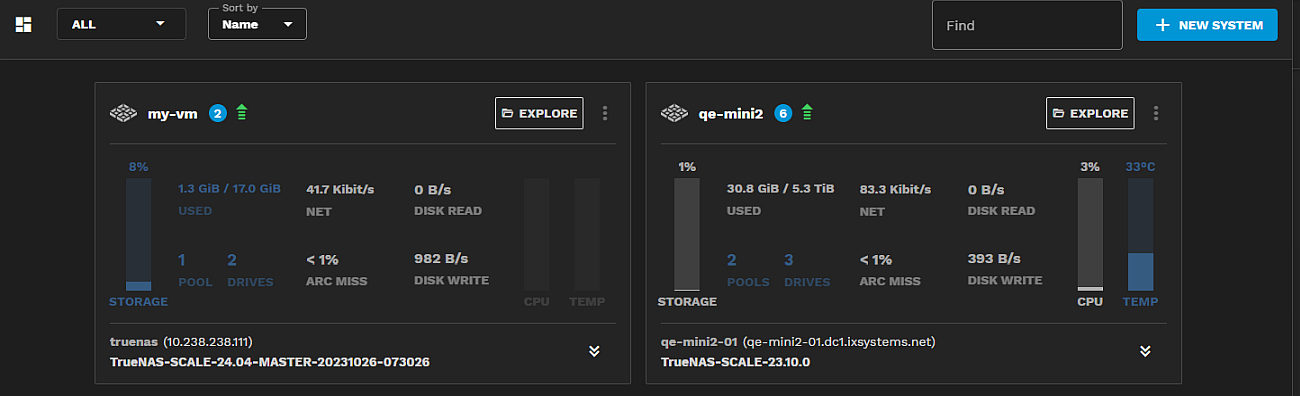 Sort by
ALL Name Find + NEW SYSTEM
my-vm 2 EXPLORE
8%
1.3 GiB / 17.0 GiB 41.7 Kibit/s 0 B/s
USED NET DISK READ
1 2 < 1% 982 B/s
POOL DRIVES ARC MISS DISK WRITE
STORAGE CPU TEMP
truenas (10.238.238.111)
TrueNAS-SCALE-24.04-MASTER-20231026-073026
qe-mini2 6 EXPLORE
1% 3% 33°C
30.8 GiB / 5.3 TiB 83.3 Kibit/s 0 B/s
USED NET DISK READ
2 3 < 1% 393 B/s
POOLS DRIVES ARC MISS DISK WRITE
STORAGE CPU TEMP
qe-mini2-01 (qe-mini2-01.dc1.ixsystems.net)
TrueNAS-SCALE-23.10.0